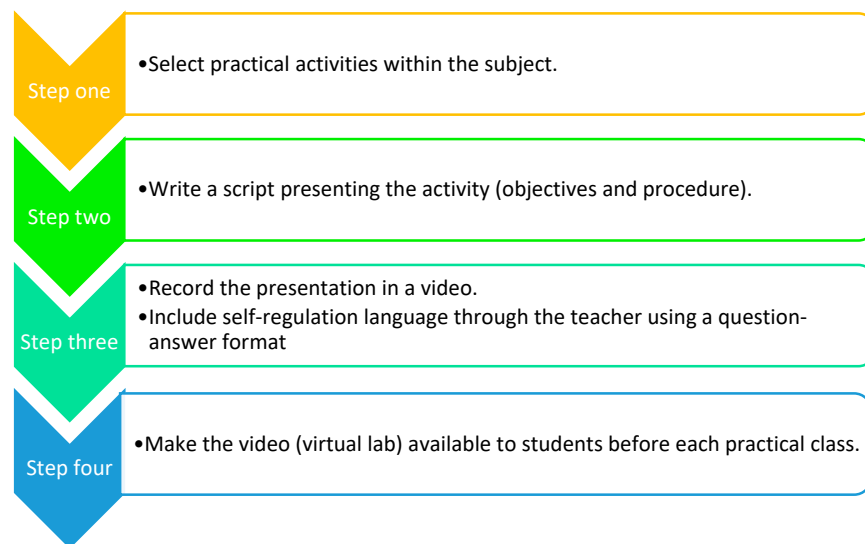 Step one
•Select practical activities within the subject.
Step two
•Write a script presenting the activity (objectives and procedure).
Step three
•Record the presentation in a video.
•Include self-regulation language through the teacher using a question-
answer format
Step four
•Make the video (virtual lab) available to students before each practical class.